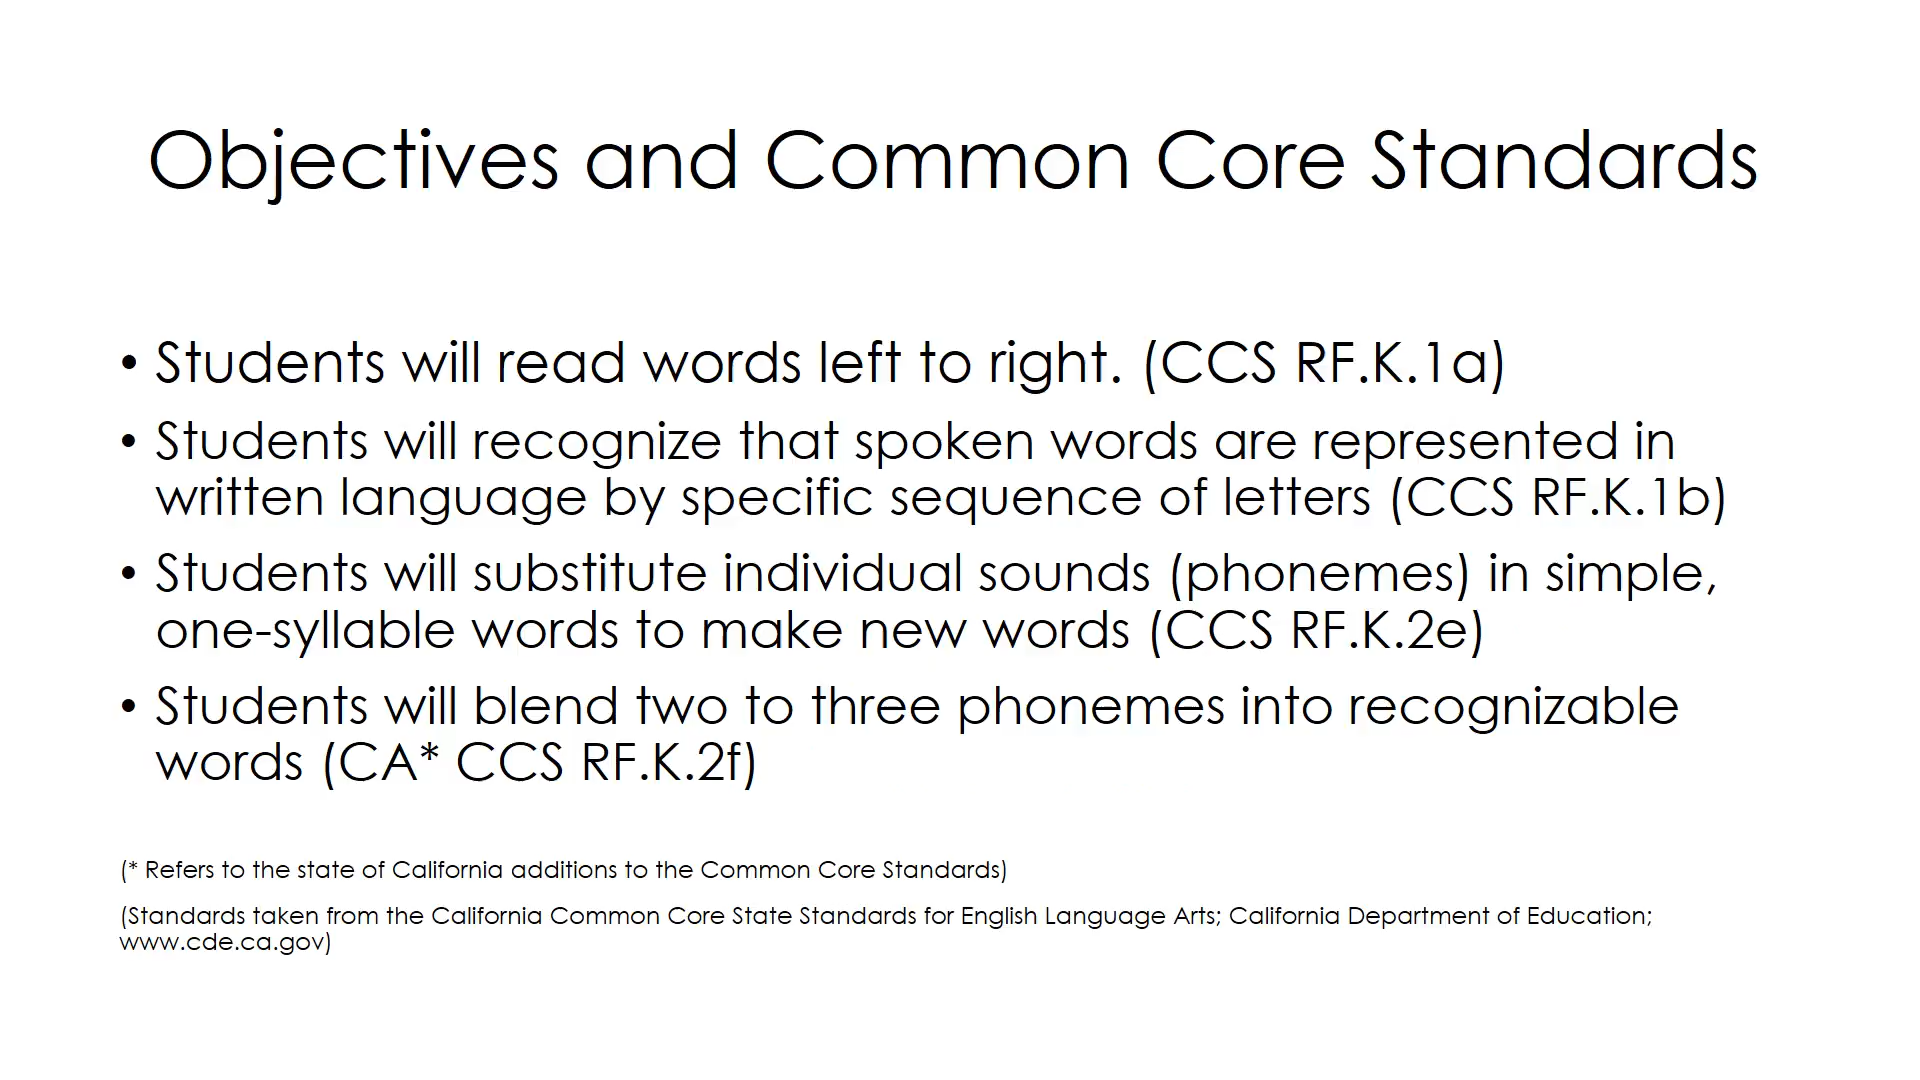 Objectives and Common Core Standards
• Students will read words left to right. (CCS RF.K.1a)
• Students will recognize that spoken words are represented in
written language by specific sequence of letters (CCS RF.K.1b)
• Students will substitute individual sounds (phonemes) in simple,
one-syllable words to make new words (CCS RF.K.2e)
• Students will blend two to three phonemes into recognizable
words (CA* CCS RF.K.2f)
(* Refers to the state of California additions to the Common Core Standards)
(Standards taken from the California Common Core State Standards for English Language Arts; California Department of Education;
www.cde.ca.gov)